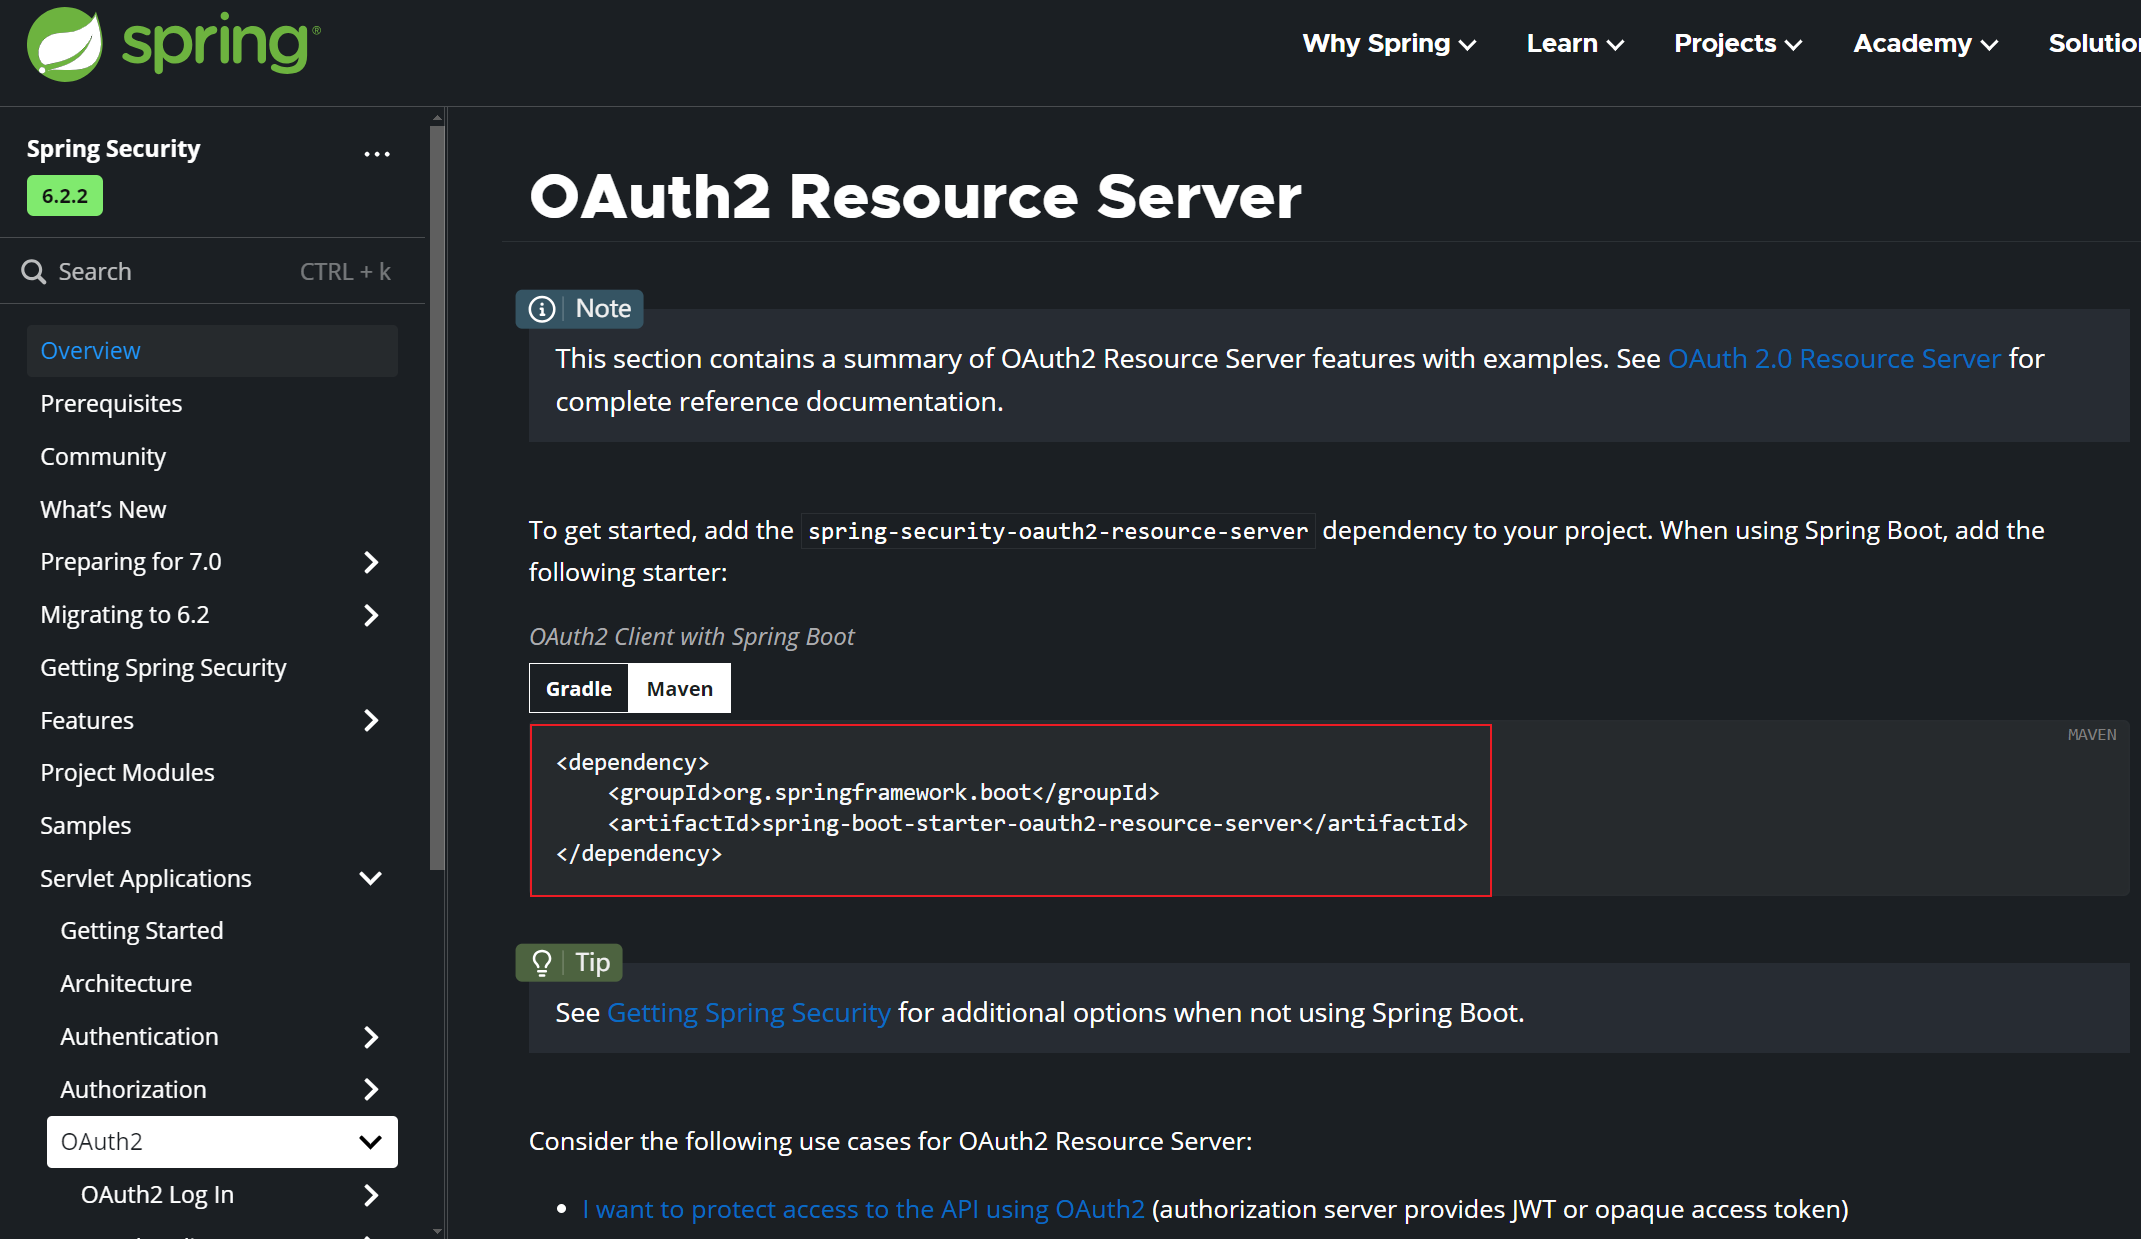 spring®
Why Spring
Learn
Projects
Academy
Solution
Spring Security
...
6.2.2
Search
CTRL + k
Overview
Prerequisites
Community
What’s New
Preparing for 7.0
Migrating to 6.2
Getting Spring Security
Features
Project Modules
Samples
Servlet Applications
Getting Started
Architecture
Authentication
Authorization
OAuth2
OAuth2 Log In
OAuth2 Resource Server
Note
This section contains a summary of OAuth2 Resource Server features with examples. See OAuth 2.0 Resource Server for
complete reference documentation.
To get started, add the spring-security-oauth2-resource-server dependency to your project. When using Spring Boot, add the
following starter:
OAuth2 Client with Spring Boot
Gradle
Maven
MAVEN
<dependency>
    <groupId>org.springframework.boot</groupId>
    <artifactId>spring-boot-starter-oauth2-resource-server</artifactId>
</dependency>
Tip
See Getting Spring Security for additional options when not using Spring Boot.
Consider the following use cases for OAuth2 Resource Server:
• I want to protect access to the API using OAuth2 (authorization server provides JWT or opaque access token)